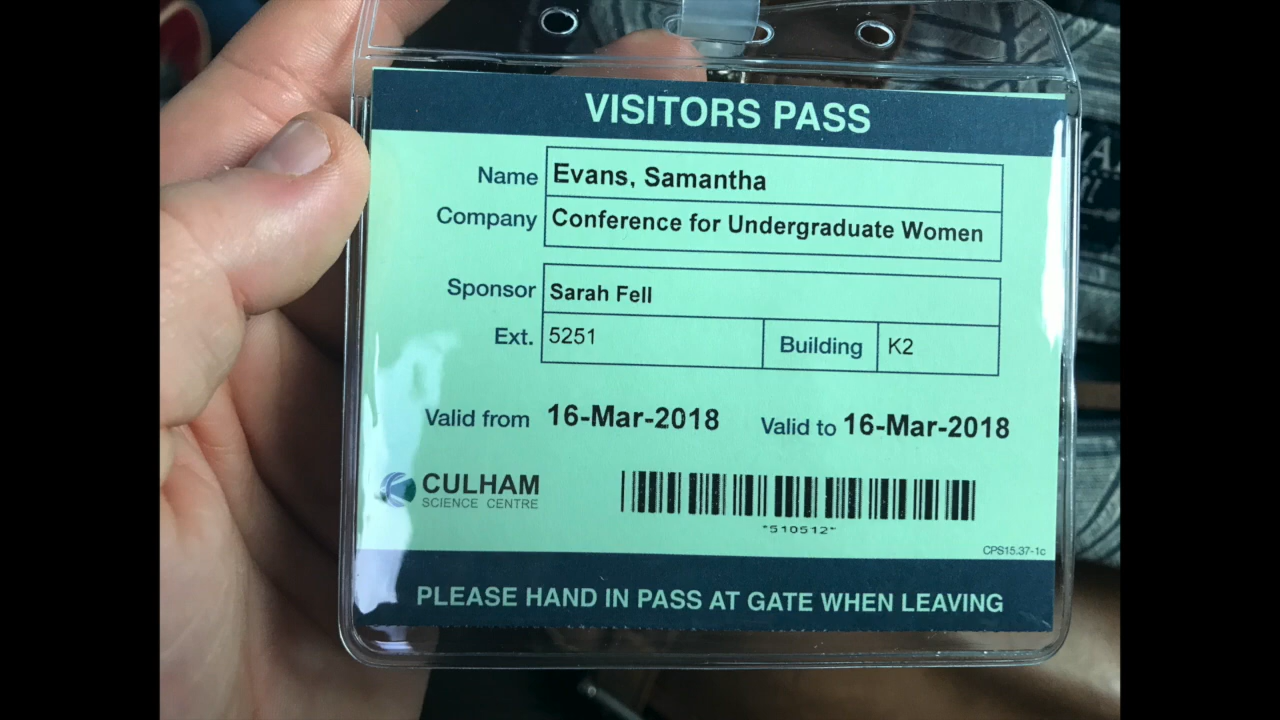 VISITORS PASS
Name Evans, Samantha
Company Conference for Undergraduate Women
Sponsor Sarah Fell
Ext. 5251 Building K2
Valid from 16-Mar-2018 Valid to 16-Mar-2018
CULHAM
SCIENCE CENTRE
*510512*
CPS15.37-1c
PLEASE HAND IN PASS AT GATE WHEN LEAVING